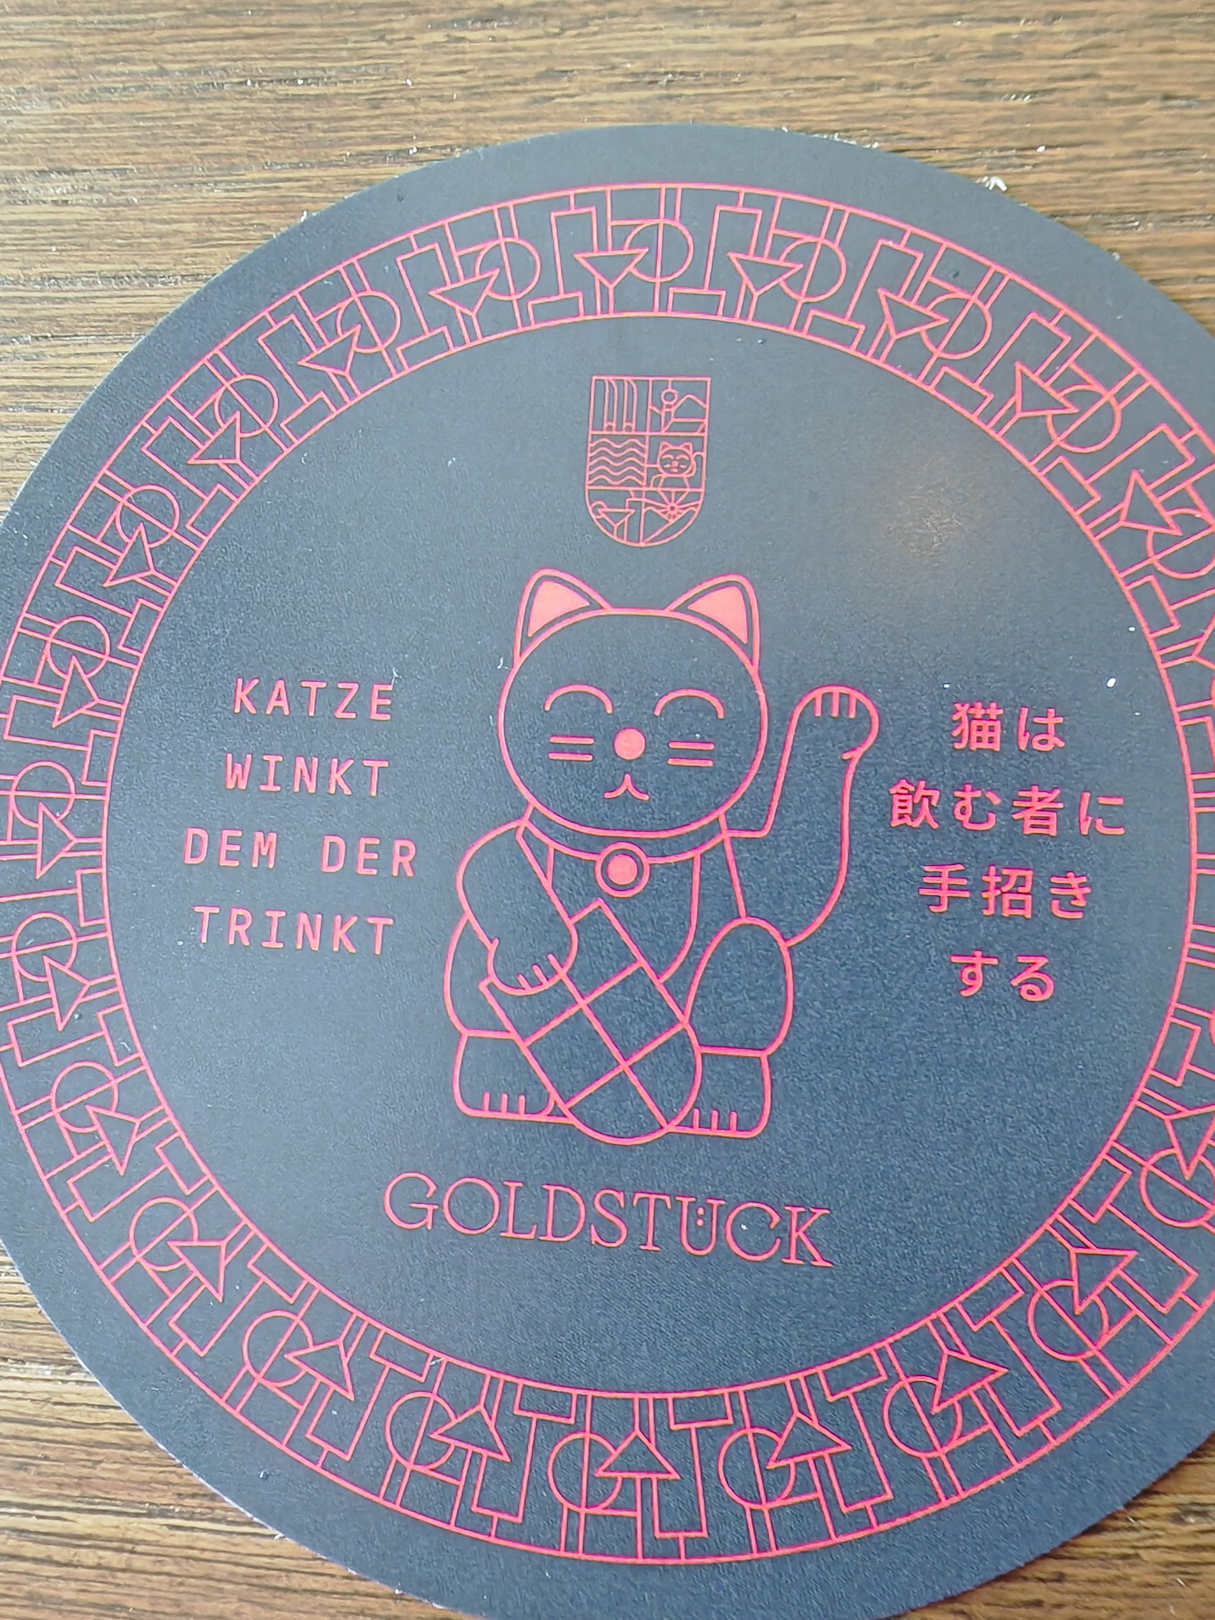 KATZE
WINKT
DEM DER
TRINKT
猫は
飲む者に
手招き
する
GOLDSTÜCK